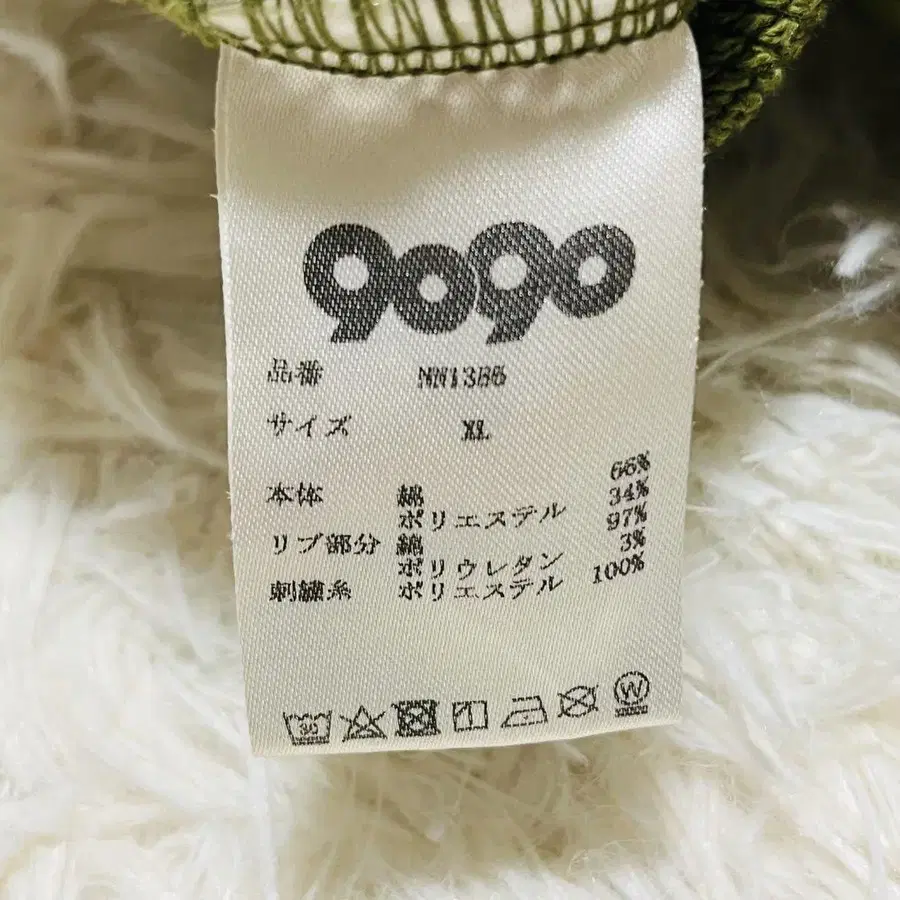 9090
品番 NN1386
サイズ XL
本体 綿 66%
ポリエステル 34%
リブ部分 綿 97%
ポリウレタン 3%
刺繍糸 ポリエステル 100%
30
W